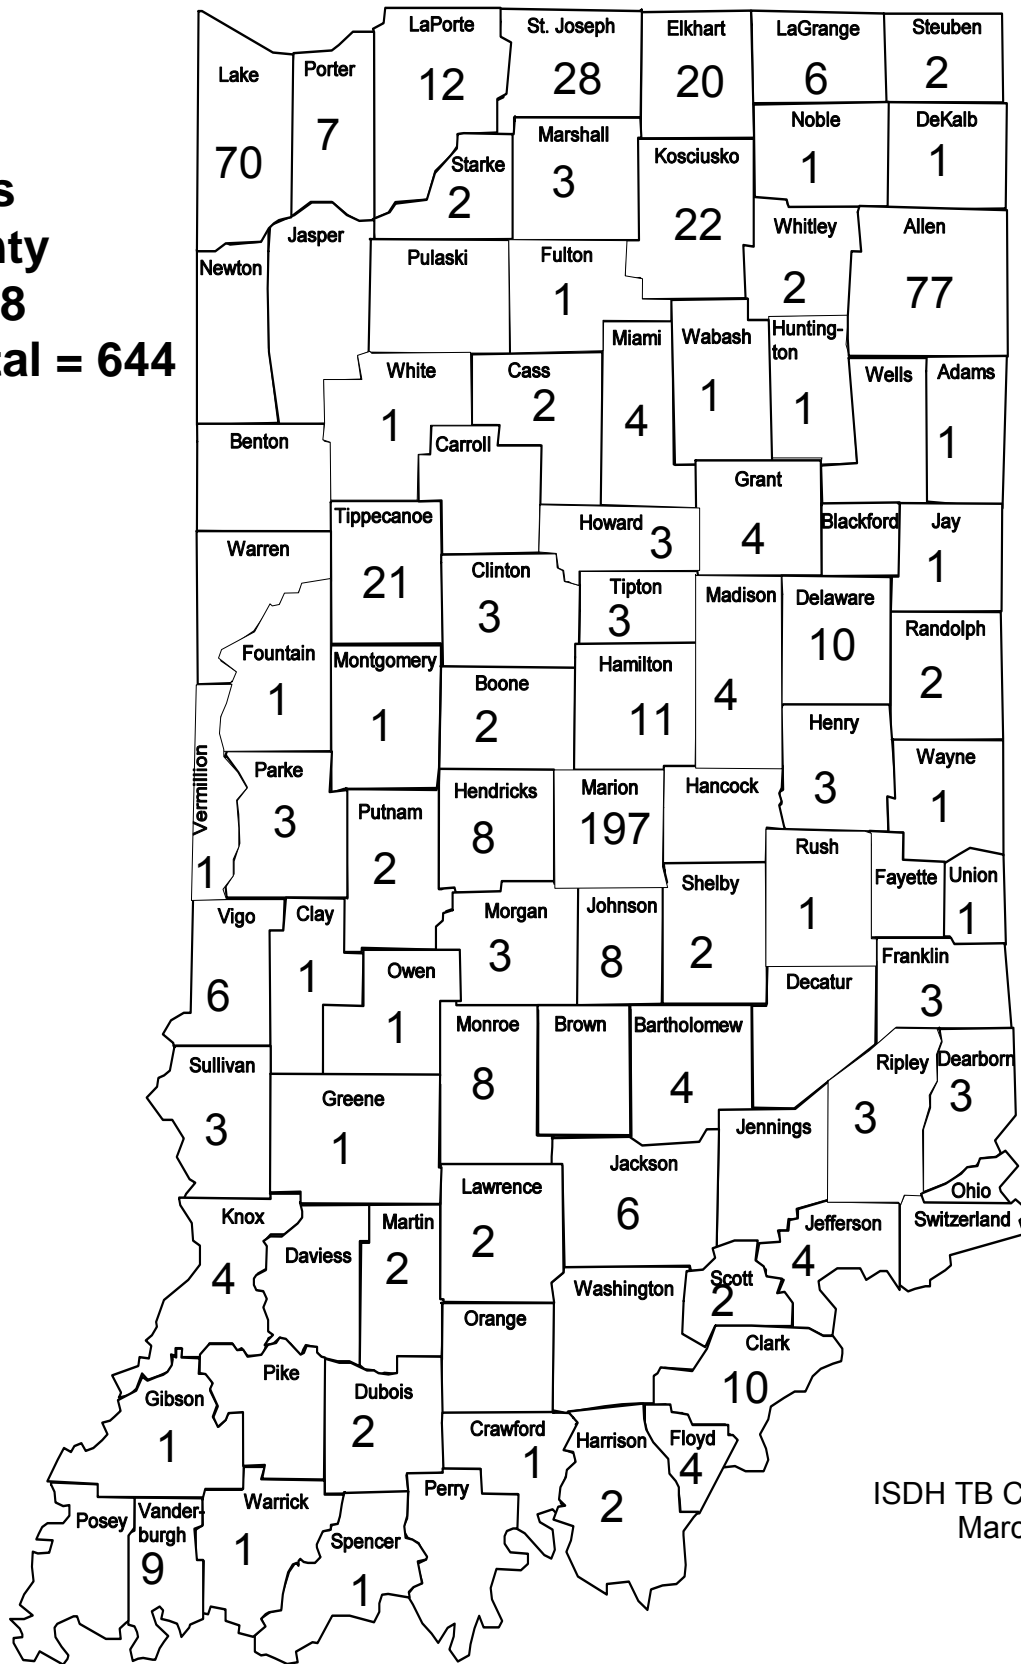 LaPorte
12
St. Joseph
28
Elkhart
20
LaGrange
6
Steuben
2
Lake
70
Porter
7
Starke
2
Marshall
3
Kosciusko
22
Noble
1
DeKalb
1
Whitley
2
Allen
77
nty
8
tal = 644
Newton
Jasper
Pulaski
Fulton
1
Miami
4
Wabash
1
Hunting-
ton
1
Wells
Adams
1
White
1
Cass
2
Carroll
Benton
Grant
4
Tippecanoe
21
Howard 3
Blackford
Jay
1
Warren
Clinton
3
Tipton
3
Madison
4
Delaware
10
Randolph
2
Fountain
1
Montgomery
1
Boone
2
Hamilton
11
Henry
3
Wayne
1
Vermillion
1
Parke
3
Putnam
2
Hendricks
8
Marion
197
Hancock
Rush
1
Fayette
Union
1
Shelby
2
Vigo
6
Clay
1
Morgan
3
Johnson
8
Owen
1
Decatur
Franklin
3
Monroe
8
Brown
Bartholomew
4
Sullivan
3
Greene
1
Ripley
3
Dearborn
3
Jennings
Jackson
6
Ohio
Lawrence
2
Knox
4
Daviess
Martin
2
Jefferson
4
Switzerland
Washington
Scott
2
Orange
Clark
10
Pike
Dubois
2
Gibson
1
Crawford
1
Harrison
2
Floyd
4
Posey
Vander-
burgh
9
Warrick
1
Spencer
1
Perry
ISDH TB C
Marc